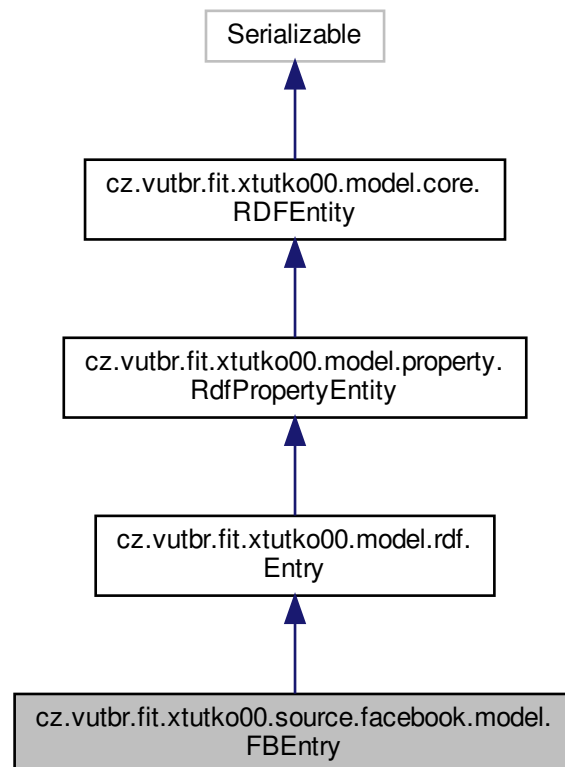 Serializable
cz.vutbr.fit.xtutko00.model.core.
RDFEntity
cz.vutbr.fit.xtutko00.model.property.
RdfPropertyEntity
cz.vutbr.fit.xtutko00.model.rdf.
Entry
cz.vutbr.fit.xtutko00.source.facebook.model.
FBEntry